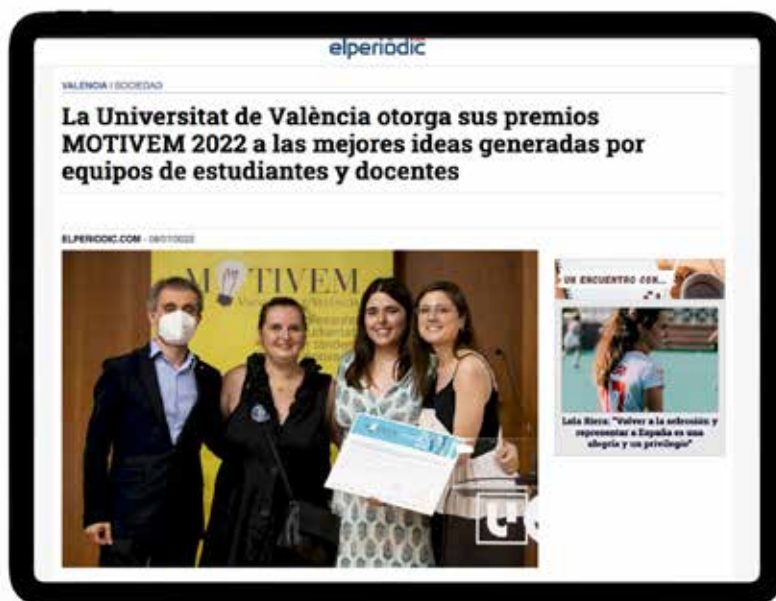 elperiòdic
VALENCIA | SOCIEDAD
La Universitat de València otorga sus premios
MOTIVEM 2022 a las mejores ideas generadas por
equipos de estudiantes y docentes
ELPERIODIC.COM -
MOTIVEM
UN ENCUENTRO CON...
Lola Riera: "Volver a la selección y
representar a España es una
alegría y un privilegio"